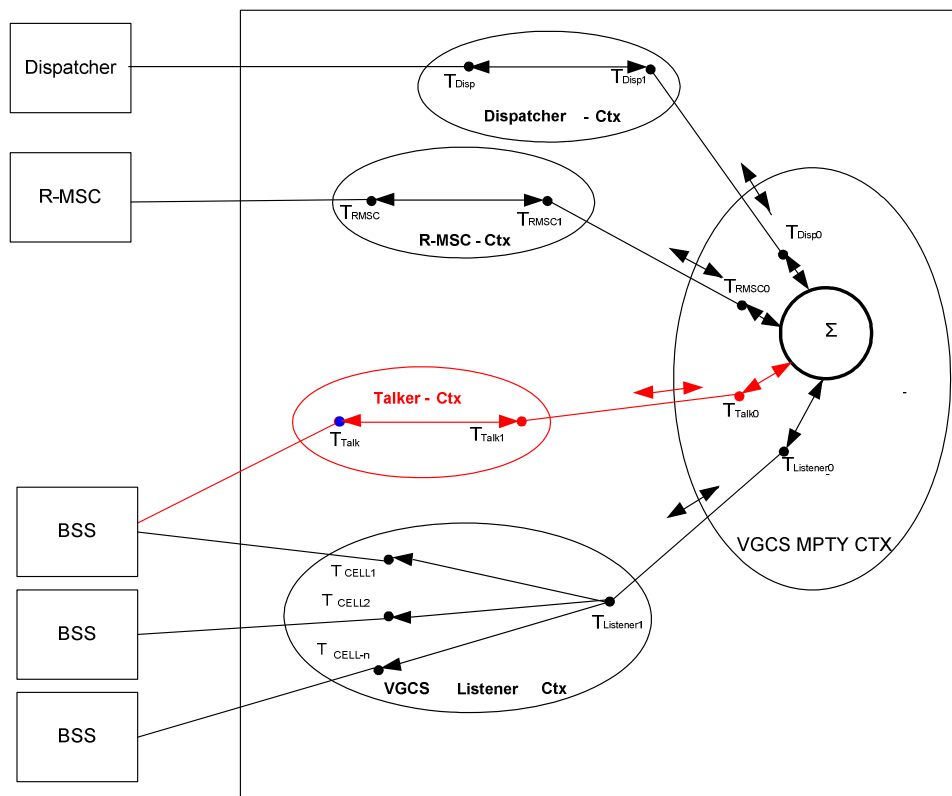 Dispatcher
TDisp
TDisp1
Dispatcher - Ctx
R-MSC
TRMSC
TRMSC1
R-MSC - Ctx
TDisp0
TRMSC0
Σ
Talker - Ctx
TTalk
TTalk1
TTalk0
-
TListener_0
BSS
VGCS MPTY CTX
T CELL1
T CELL2
TListener1
BSS
T CELL-n
VGCS Listener Ctx
BSS